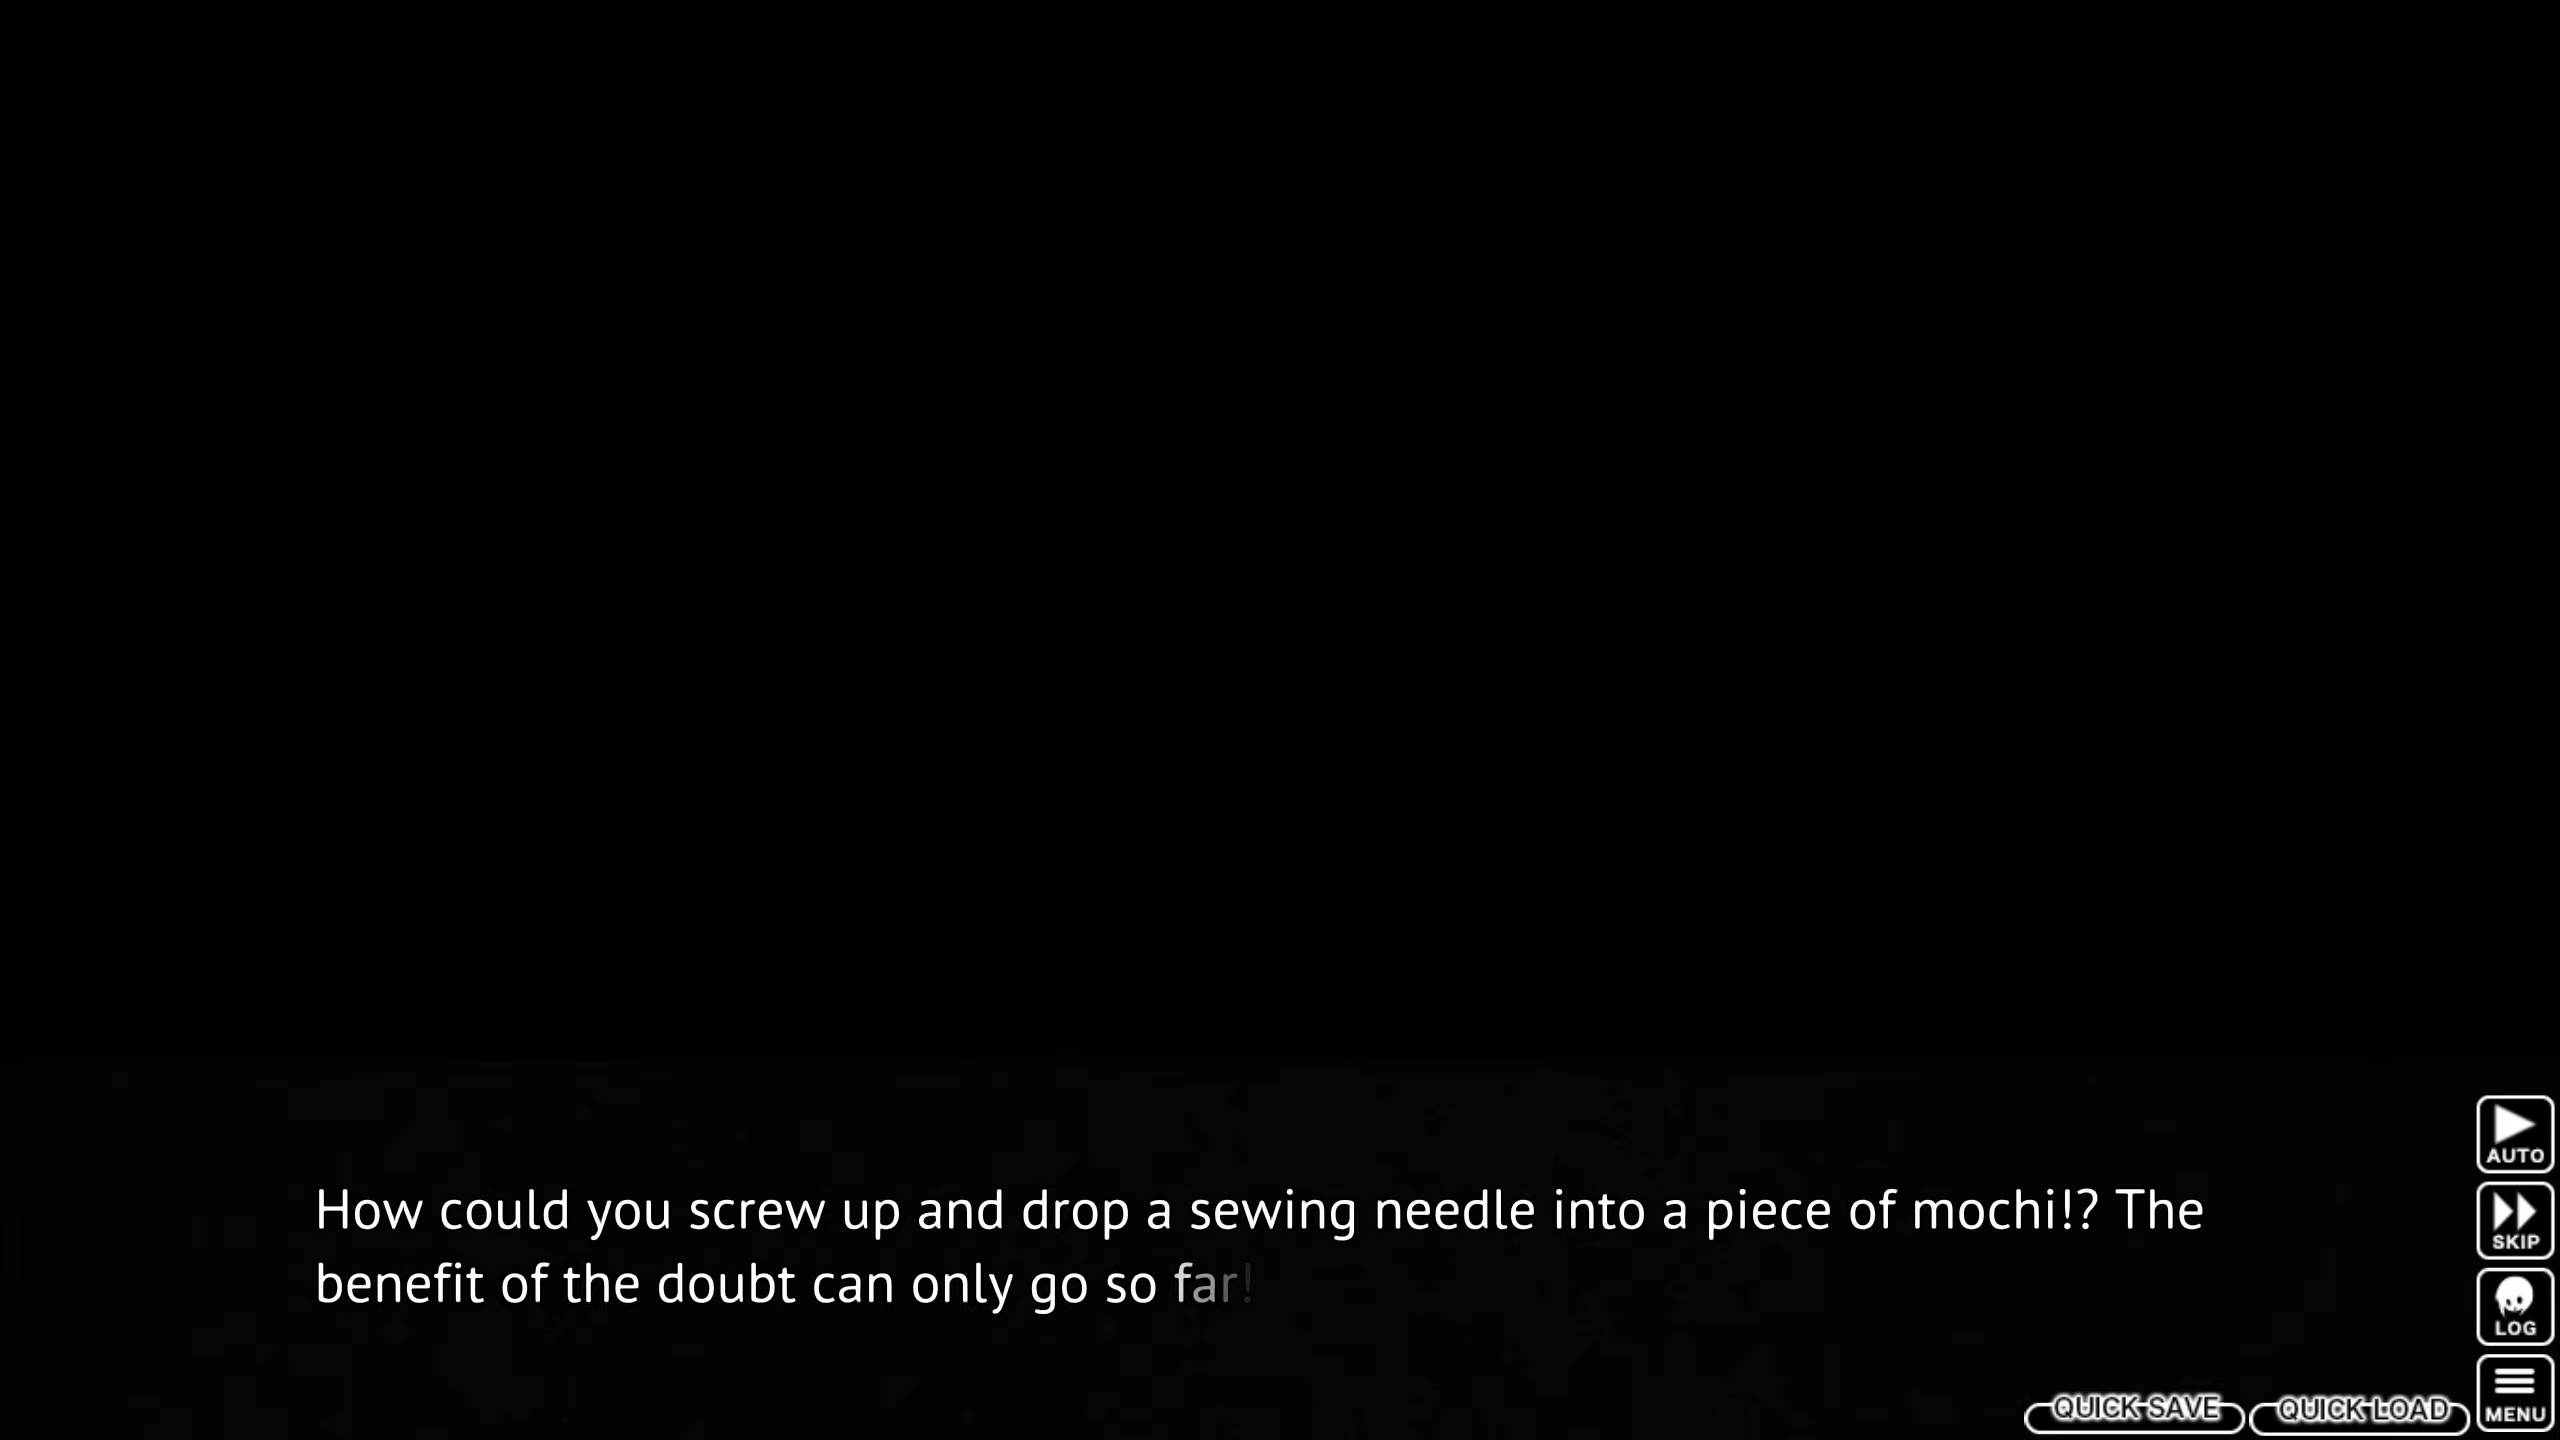 How could you screw up and drop a sewing needle into a piece of mochi!? The
benefit of the doubt can only go so far!
AUTO
SKIP
LOG
MENU
QUICK SAVE
QUICK LOAD